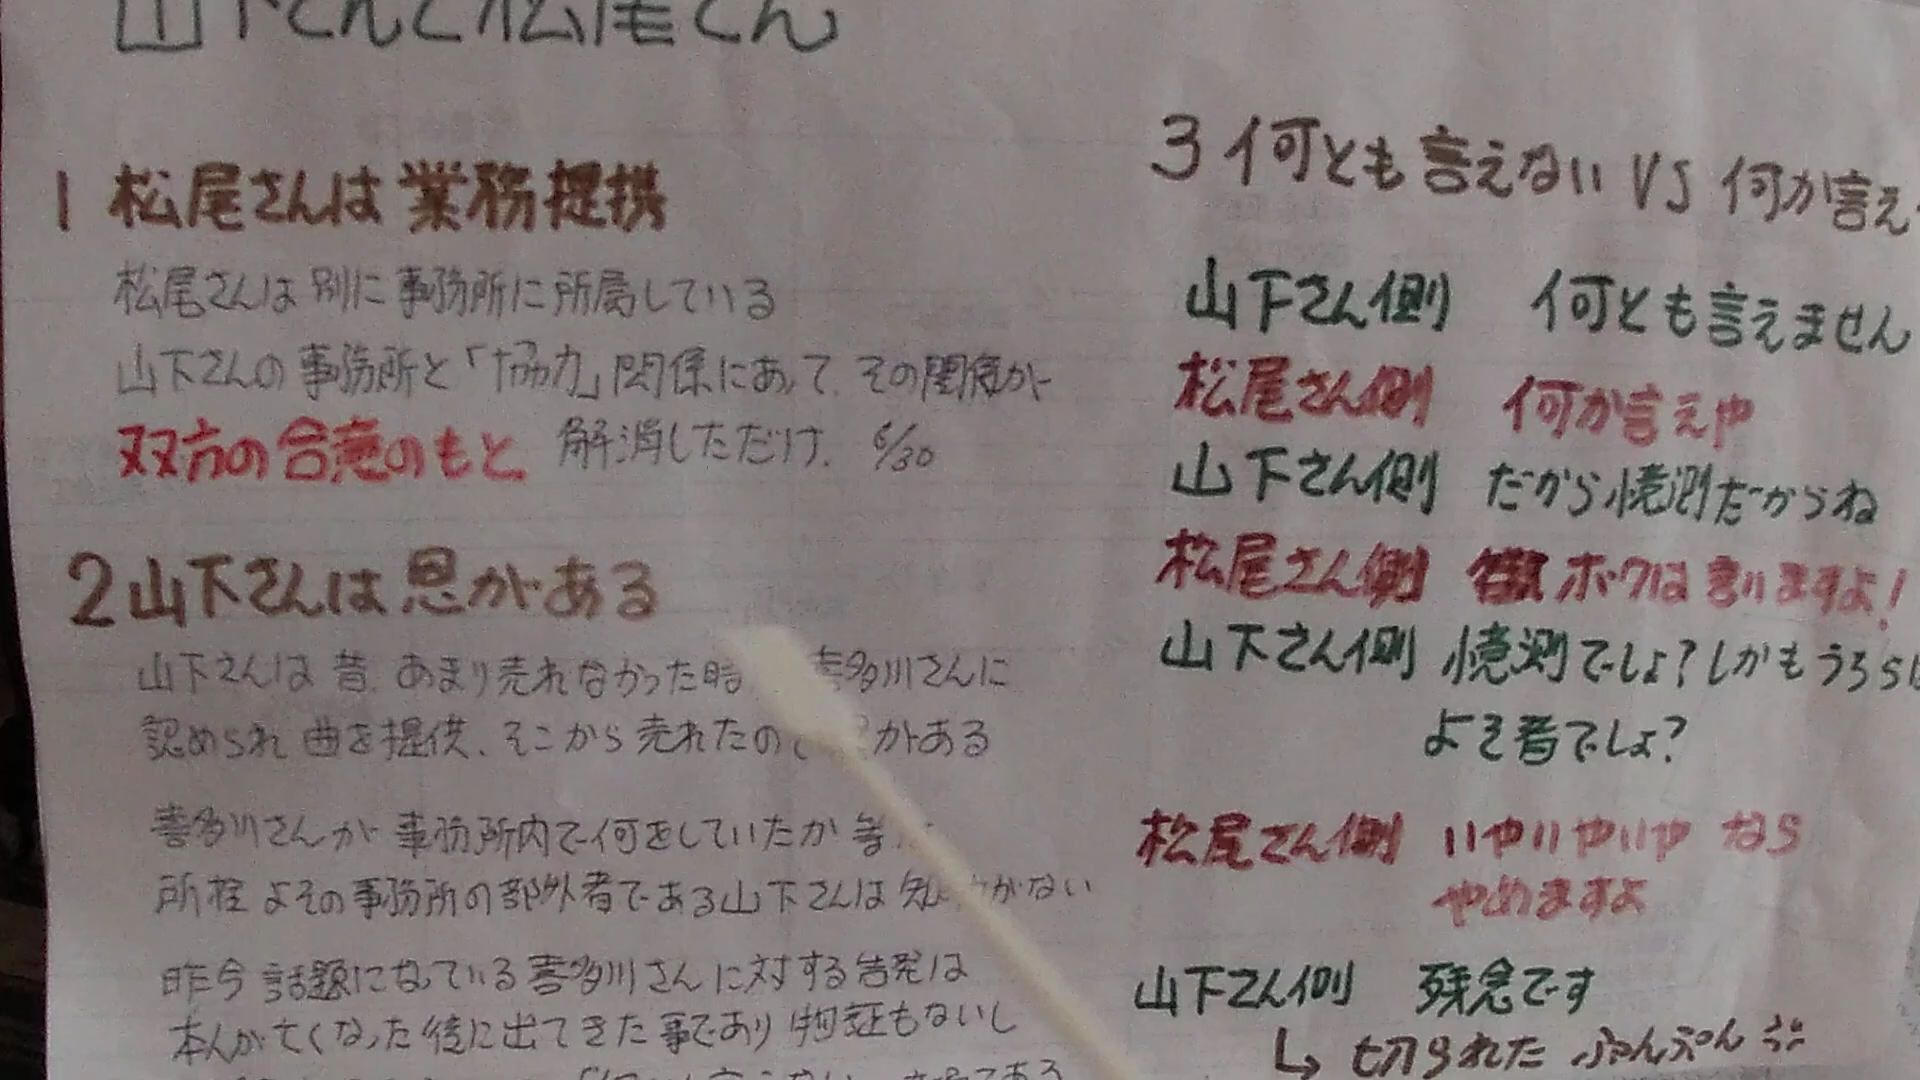 山下さんと松尾さん
1 松尾さんは業務提携
松尾さんは別に事務所に所属している
山下さんの事務所と「協力」関係にあって、その関係が
双方の合意のもと 解消しただけ。 6/30
2 山下さんは恩がある
山下さんは昔、あまり売れなかった時 喜多川さんに
認められ 曲を提供、そこから売れたので がある
喜多川さんが 事務所内で何をしていたか
所詮 よその事務所の部外者である山下さんは がない
昨今 話題になっている喜多川さんに対する告発は
本人が亡くなった後に出てきた事であり 物証もないし
3 何とも言えない VS 何か言え
山下さん側 何とも言えません
松尾さん側 何か言えや
山下さん側 だから憶測だからね
松尾さん側 ボクは言いますよ!
山下さん側 憶測でしょ?しかもうちらは
よそ者でしょ?
松尾さん側 いやいやいや なら
やめますよ
山下さん側 残念です
↳ 切られた ぷんぷん